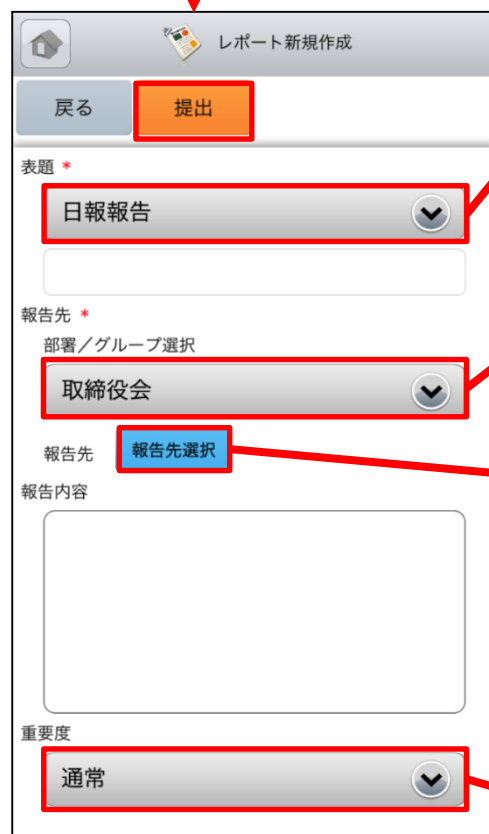 レポート新規作成
戻る 提出
表題 *
日報報告
報告先 *
部署／グループ選択
取締役会
報告先 報告先選択
報告内容
重要度
通常